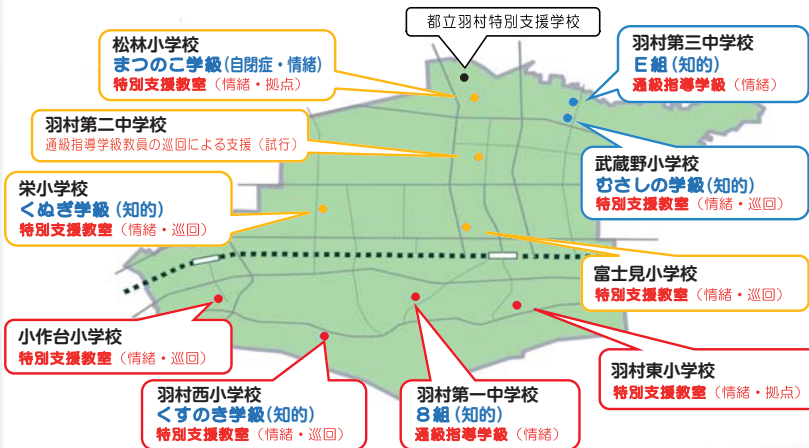 都立羽村特別支援学校
松林小学校
まつのこ学級(自閉症・情緒)
特別支援教室(情緒・拠点)
羽村第三中学校
E組(知的)
通級指導学級(情緒)
羽村第二中学校
通級指導学級教員の巡回による支援(試行)
武蔵野小学校
むさしの学級(知的)
特別支援教室(情緒・巡回)
栄小学校
くぬぎ学級(知的)
特別支援教室(情緒・巡回)
富士見小学校
特別支援教室(情緒・巡回)
小作台小学校
特別支援教室(情緒・巡回)
羽村東小学校
特別支援教室(情緒・拠点)
羽村西小学校
くすのき学級(知的)
特別支援教室(情緒・巡回)
羽村第一中学校
8組(知的)
通級指導学級(情緒)